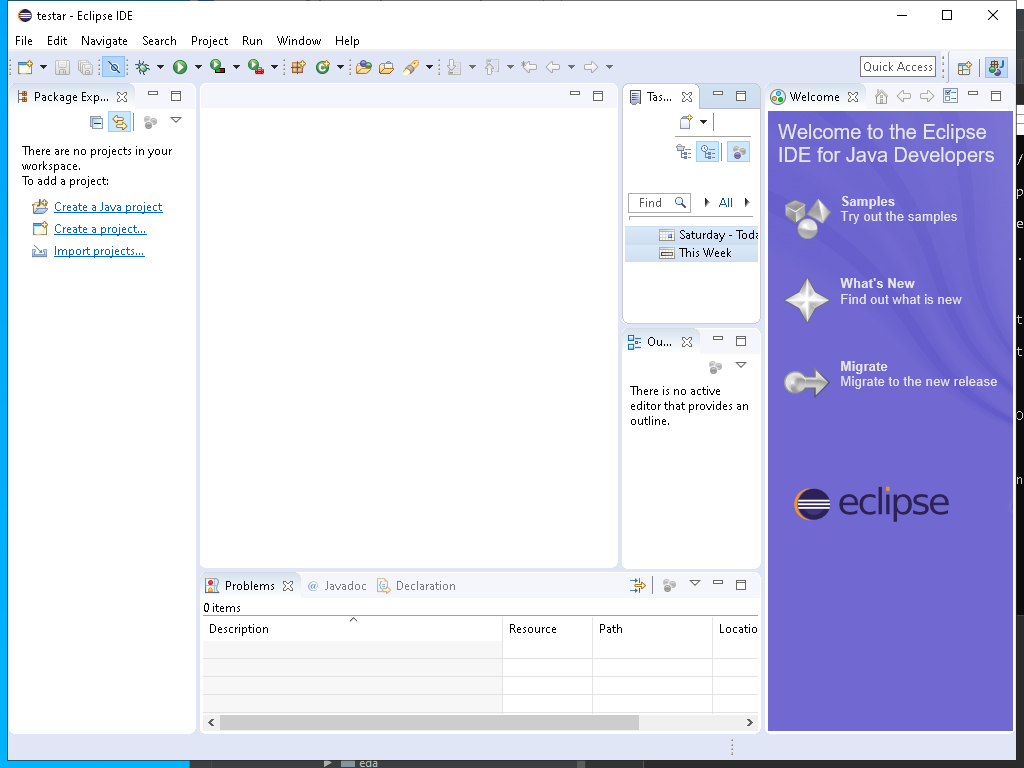 testar - Eclipse IDE
File Edit Navigate Search Project Run Window Help
Quick Access
Package Exp...
There are no projects in your
workspace.
To add a project:
Create a Java project
Create a project...
Import projects...
Tas...
Find
All
Saturday - Toda
This Week
Ou...
There is no active
editor that provides an
outline.
Welcome
Welcome to the Eclipse
IDE for Java Developers
Samples
Try out the samples
What's New
Find out what is new
Migrate
Migrate to the new release
eclipse
Problems @ Javadoc Declaration
0 items
Description Resource Path Locatio
eda